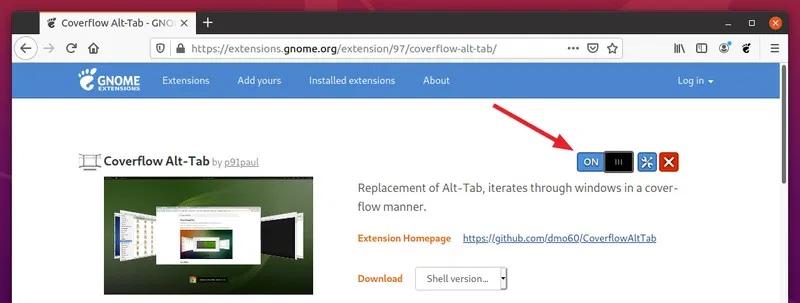 Coverflow Alt-Tab - GNO
https://extensions.gnome.org/extension/97/coverflow-alt-tab/
GNOME
EXTENSIONS
Extensions
Add yours
Installed extensions
About
Log in
Coverflow Alt-Tab by p91paul
ON
Replacement of Alt-Tab, iterates through windows in a cover-
flow manner.
Extension Homepage https://github.com/dmo60/CoverflowAltTab
Download Shell version...